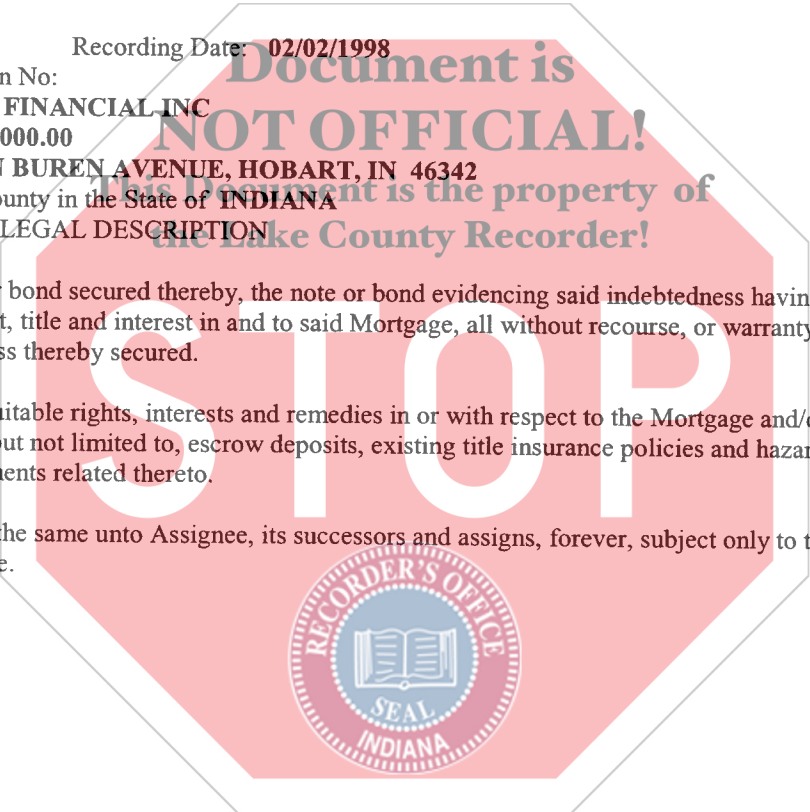 Recording Date: 02/02/1998
Document is
n No:
FINANCIAL INC
NOT OFFICIAL!
000.00
BUREN AVENUE, HOBART, IN 46342
This Document is the property of
ounty in the State of INDIANA
LEGAL DESCRIPTION
the Lake County Recorder!
bond secured thereby, the note or bond evidencing said indebtedness havin
t, title and interest in and to said Mortgage, all without recourse, or warranty
ss thereby secured.
STOP
uitable rights, interests and remedies in or with respect to the Mortgage and/
but not limited to, escrow deposits, existing title insurance policies and hazar
ents related thereto.
the same unto Assignee, its successors and assigns, forever, subject only to t
e.
RECORDER'S OFFICE
SEAL
INDIANA